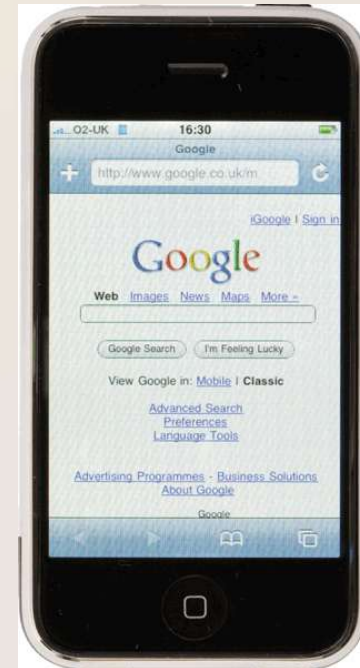 O2-UK 16:30
Google
http://www.google.co.uk/m
iGoogle | Sign in
Google
Web Images News Maps More »
Google Search I'm Feeling Lucky
View Google in: Mobile | Classic
Advanced Search
Preferences
Language Tools
Advertising Programmes - Business Solutions
About Google
Google